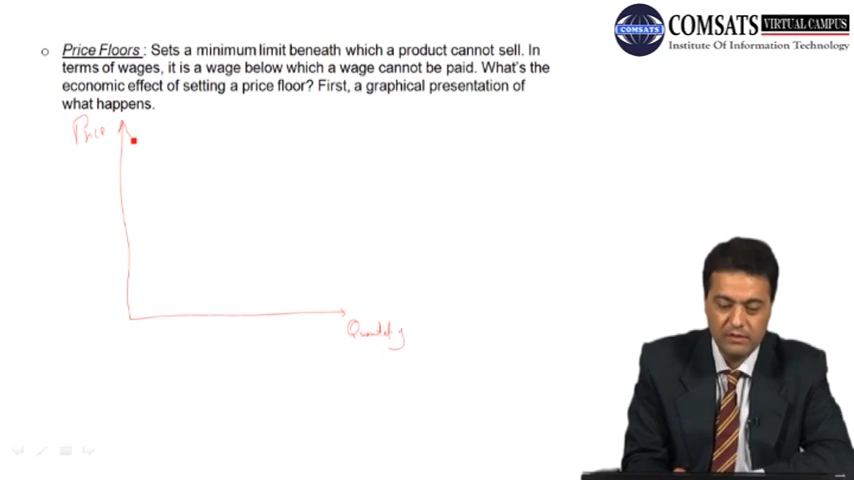 COMSATS VIRTUAL CAMPUS
Institute Of Information Technology
COMSATS
o Price Floors : Sets a minimum limit beneath which a product cannot sell. In
terms of wages, it is a wage below which a wage cannot be paid. What's the
economic effect of setting a price floor? First, a graphical presentation of
what happens.
Price
Quantity